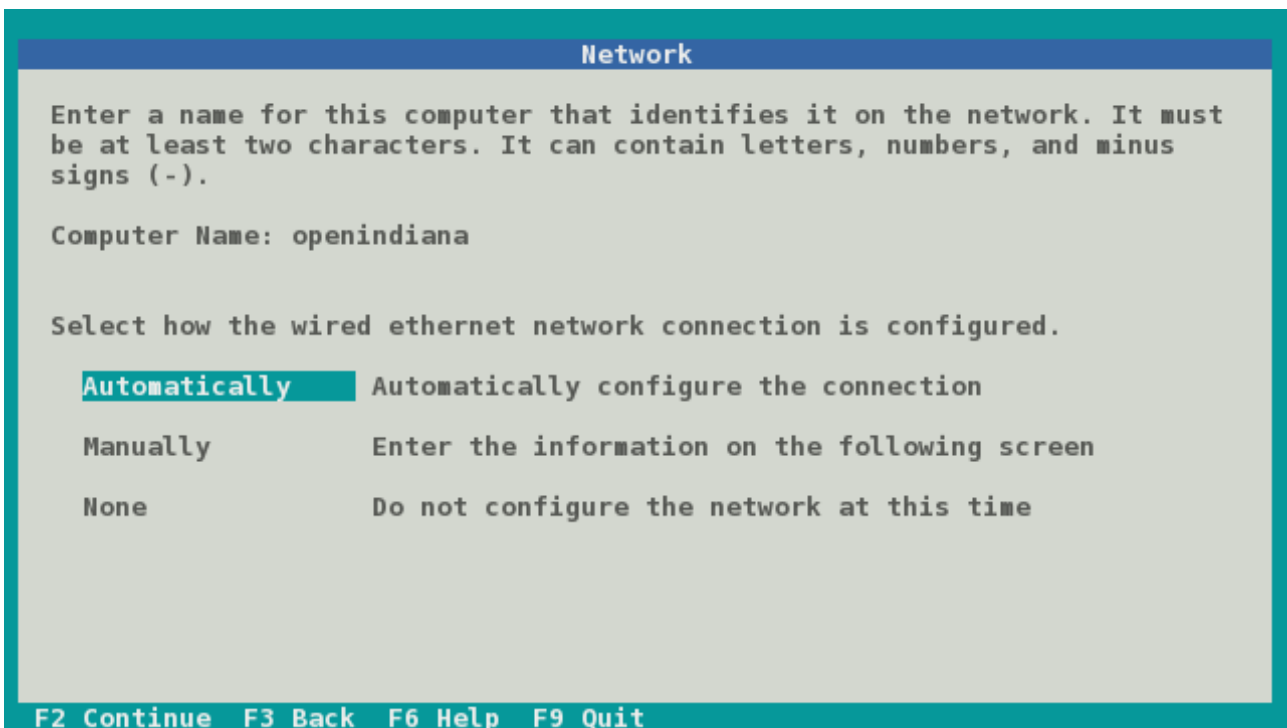 Network
Enter a name for this computer that identifies it on the network. It must
be at least two characters. It can contain letters, numbers, and minus
signs (-).
Computer Name: openindiana
Select how the wired ethernet network connection is configured.
Automatically Automatically configure the connection
Manually Enter the information on the following screen
None Do not configure the network at this time
F2 Continue F3 Back F6 Help F9 Quit